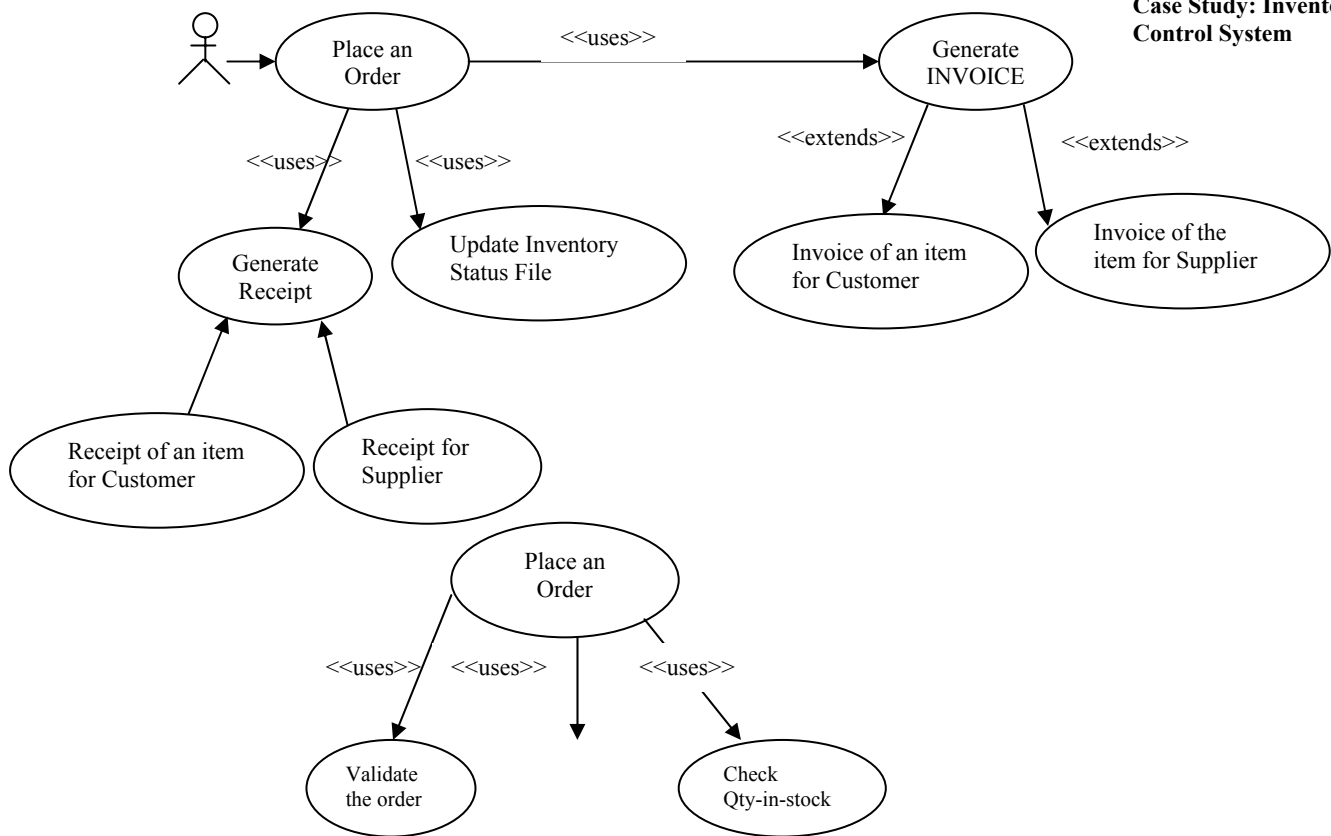 Case Study:
Control System
<<uses>>
Place an
Order
Generate
INVOICE
<<extends>>
<<extends>>
<<uses>>
<<uses>>
Update Inventory
Status File
Invoice of an item
for Customer
Invoice of the
item for Supplier
Generate
Receipt
Receipt of an item
for Customer
Receipt for
Supplier
Place an
Order
<<uses>>
<<uses>>
<<uses>>
Validate
the order
Check
Qty-in-stock